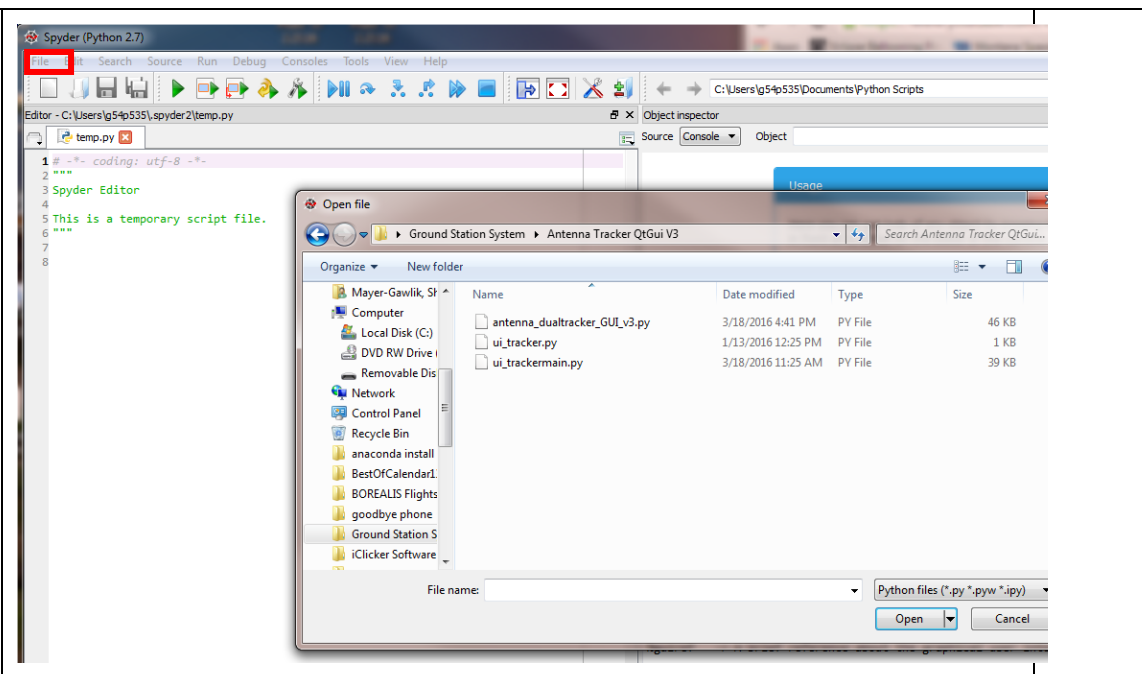 Spyder (Python 2.7)
File Edit Search Source Run Debug Consoles Tools View Help
C:\Users\g54p535\Documents\Python Scripts
Editor - C:\Users\g54p535\.spyder2\temp.py
Object inspector
temp.py
Source Console Object
1 # -*- coding: utf-8 -*-
2 """
3 Spyder Editor
4
5 This is a temporary script file.
6 """
7
8
Usage
Open file
Ground Station System Antenna Tracker QtGui V3
Search Antenna Tracker QtGui...
Organize New folder
Name Date modified Type Size
Mayer-Gawlik, Sh
Computer
Local Disk (C:)
DVD RW Drive (
Removable Dis
Network
Control Panel
Recycle Bin
anaconda install
BestOfCalendar1
BOREALIS Flights
goodbye phone
Ground Station S
iClicker Software
antenna_dualtracker_GUI_v3.py 3/18/2016 4:41 PM PY File 46 KB
ui_tracker.py 1/13/2016 12:25 PM PY File 1 KB
ui_trackermain.py 3/18/2016 11:25 AM PY File 39 KB
File name:
Python files (*.py *.pyw *.ipy)
Open Cancel